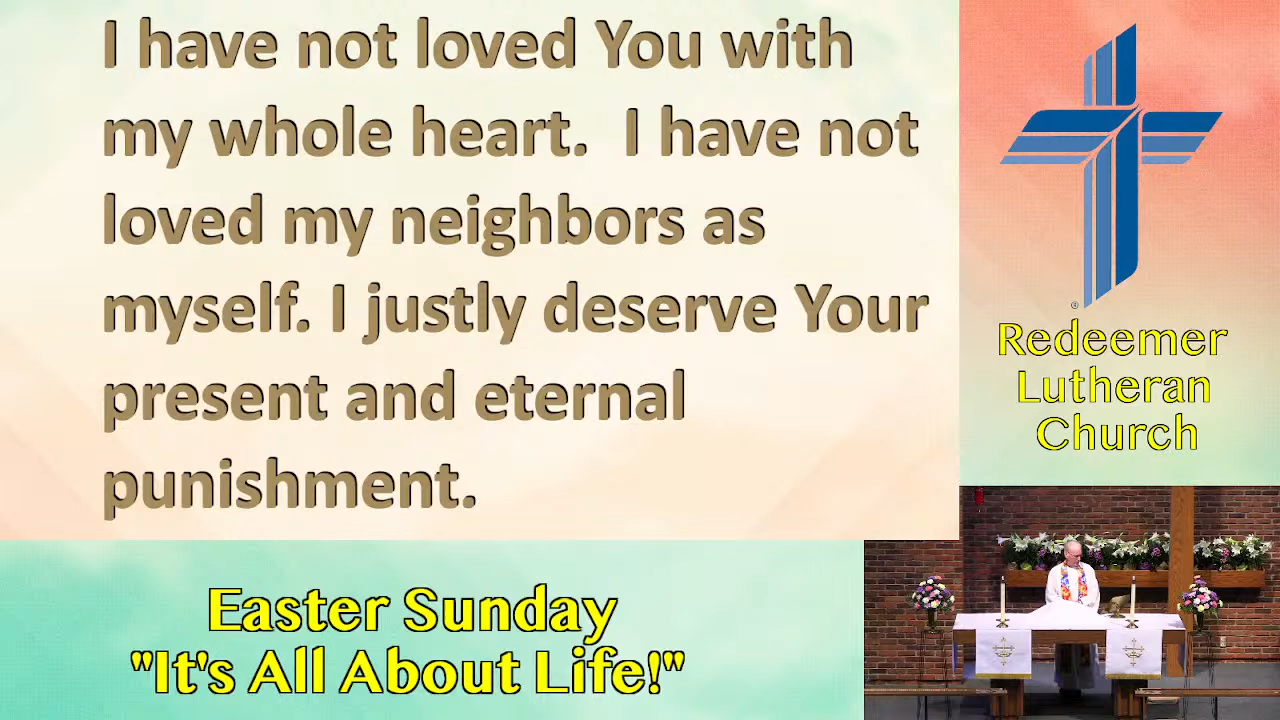 I have not loved You with
my whole heart.  I have not
loved my neighbors as
myself. I justly deserve Your
present and eternal
punishment.
®
Redeemer
Lutheran
Church
Easter Sunday
"It's All About Life!"